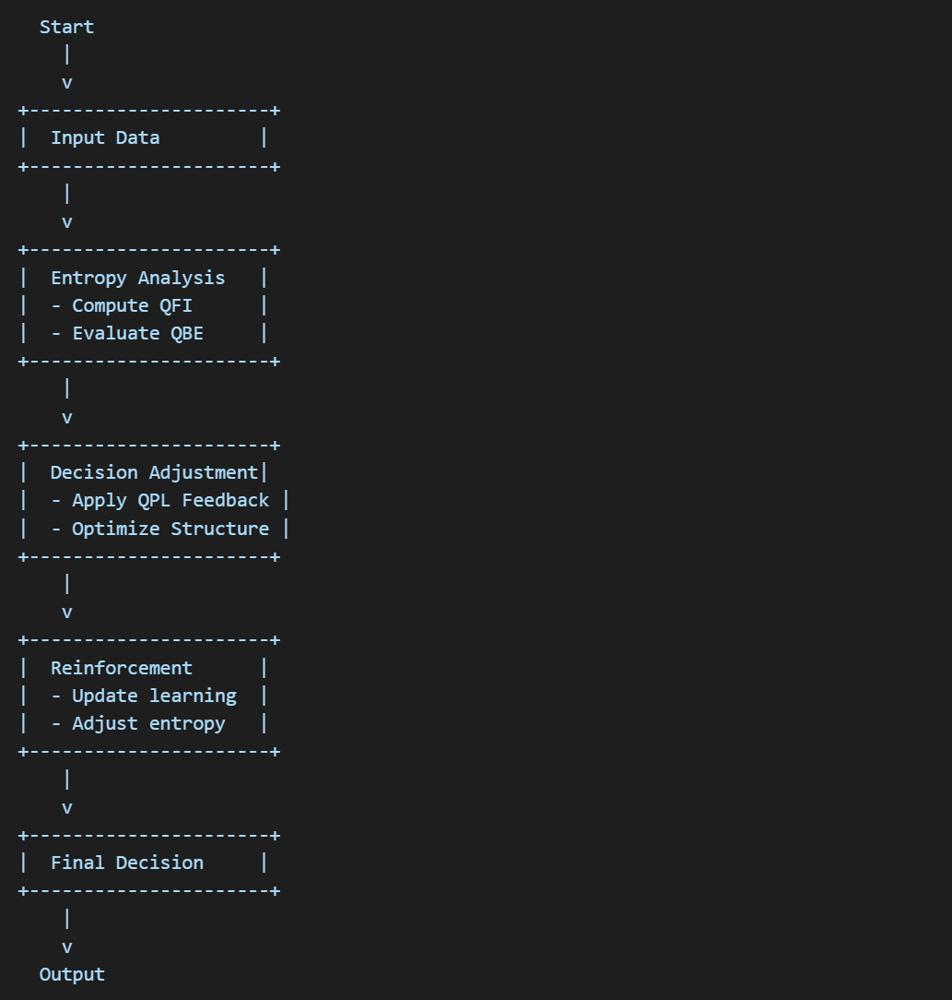 Start
    |
    v
+----------------------+
|  Input Data         |
+----------------------+
    |
    v
+----------------------+
|  Entropy Analysis   |
|  - Compute QFI      |
|  - Evaluate QBE     |
+----------------------+
    |
    v
+----------------------+
|  Decision Adjustment|
|  - Apply QPL Feedback |
|  - Optimize Structure |
+----------------------+
    |
    v
+----------------------+
|  Reinforcement      |
|  - Update learning  |
|  - Adjust entropy   |
+----------------------+
    |
    v
+----------------------+
|  Final Decision     |
+----------------------+
    |
    v
  Output